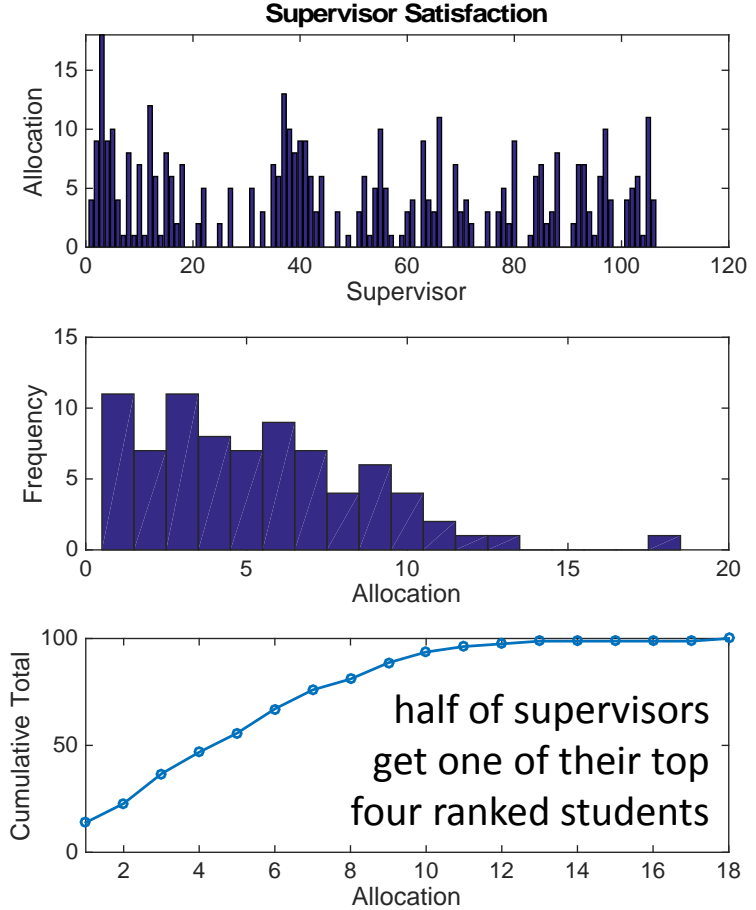 Supervisor Satisfaction
15
10
5
0
Allocation
0 20 40 60 80 100 120
Supervisor
15
10
5
0
Frequency
0 5 10 15 20
Allocation
100
50
0
Cumulative Total
half of supervisors
get one of their top
four ranked students
2 4 6 8 10 12 14 16 18
Allocation